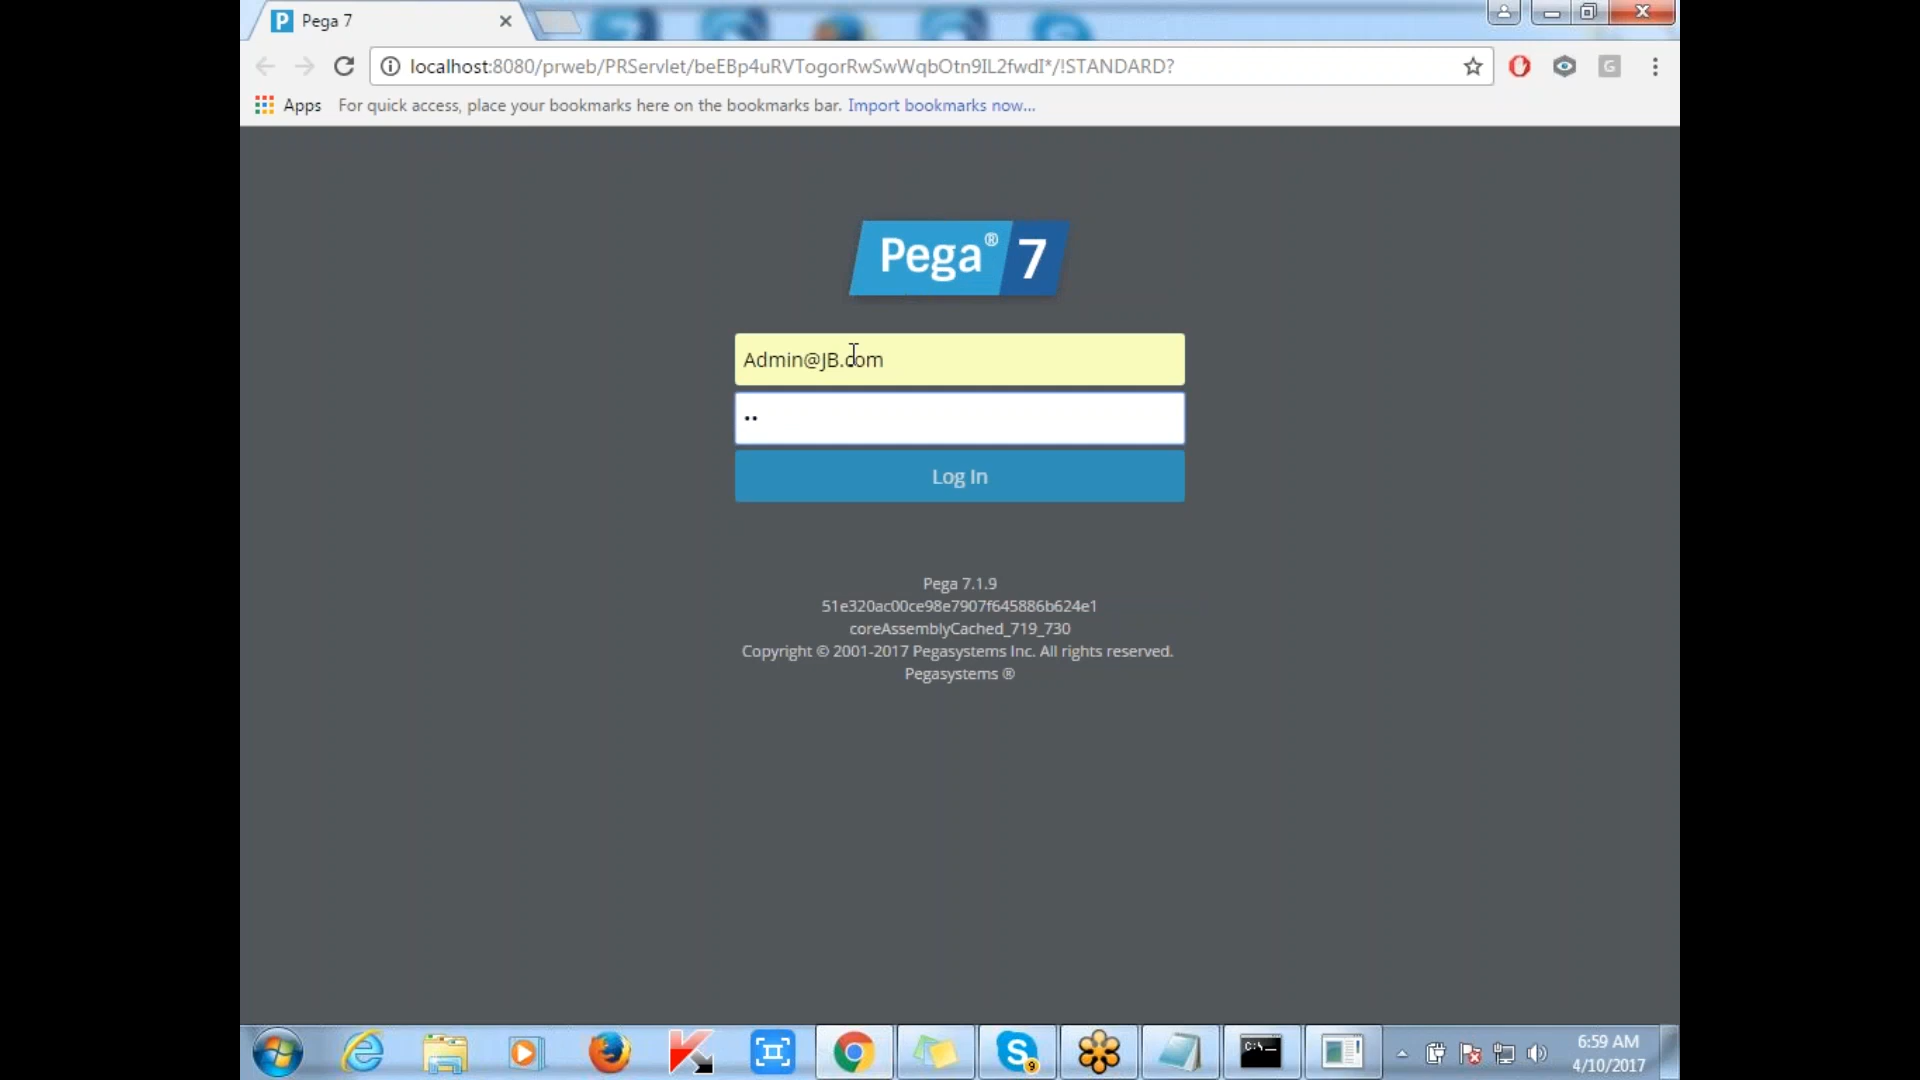 Pega 7
localhost:8080/prweb/PRServlet/beEBp4uRVTogorRwSwWqbOtn9IL2fwdI*/!STANDARD?
Apps For quick access, place your bookmarks here on the bookmarks bar. Import bookmarks now...
Pega® 7
Admin@JB.com
Log In
Pega 7.1.9
51e320ac00ce98e7907f645886b624e1
coreAssemblyCached_719_730
Copyright © 2001-2017 Pegasystems Inc. All rights reserved.
Pegasystems ®
6:59 AM
4/10/2017